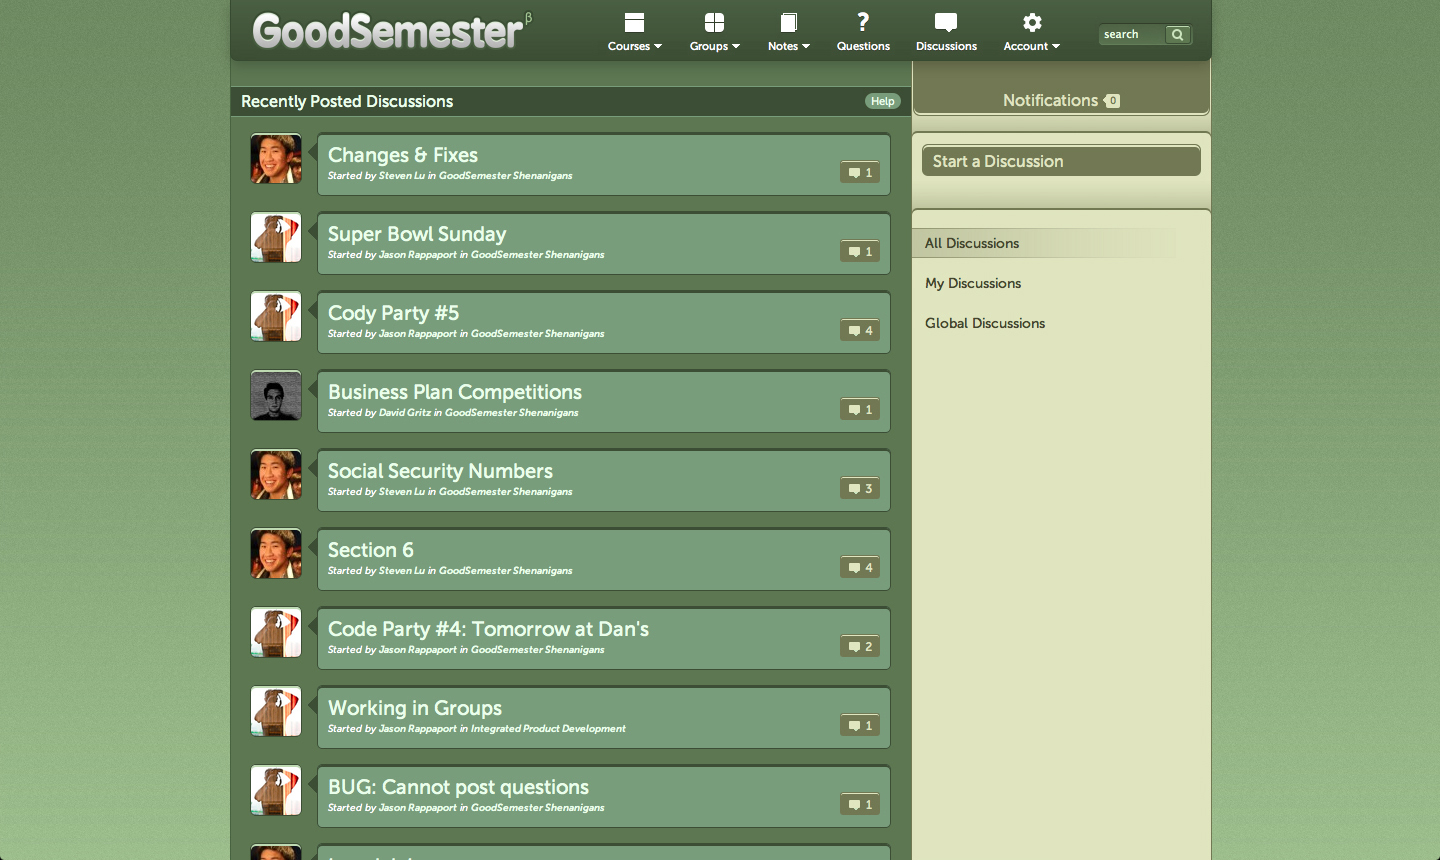 GoodSemester β
Courses Groups Notes Questions Discussions Account search
Recently Posted Discussions Help
Notifications 0
Start a Discussion
All Discussions
My Discussions
Global Discussions
Changes & Fixes
Started by Steven Lu in GoodSemester Shenanigans
1
Super Bowl Sunday
Started by Jason Rappaport in GoodSemester Shenanigans
1
Cody Party #5
Started by Jason Rappaport in GoodSemester Shenanigans
4
Business Plan Competitions
Started by David Gritz in GoodSemester Shenanigans
1
Social Security Numbers
Started by Steven Lu in GoodSemester Shenanigans
3
Section 6
Started by Steven Lu in GoodSemester Shenanigans
4
Code Party #4: Tomorrow at Dan's
Started by Jason Rappaport in GoodSemester Shenanigans
2
Working in Groups
Started by Jason Rappaport in Integrated Product Development
1
BUG: Cannot post questions
Started by Jason Rappaport in GoodSemester Shenanigans
1